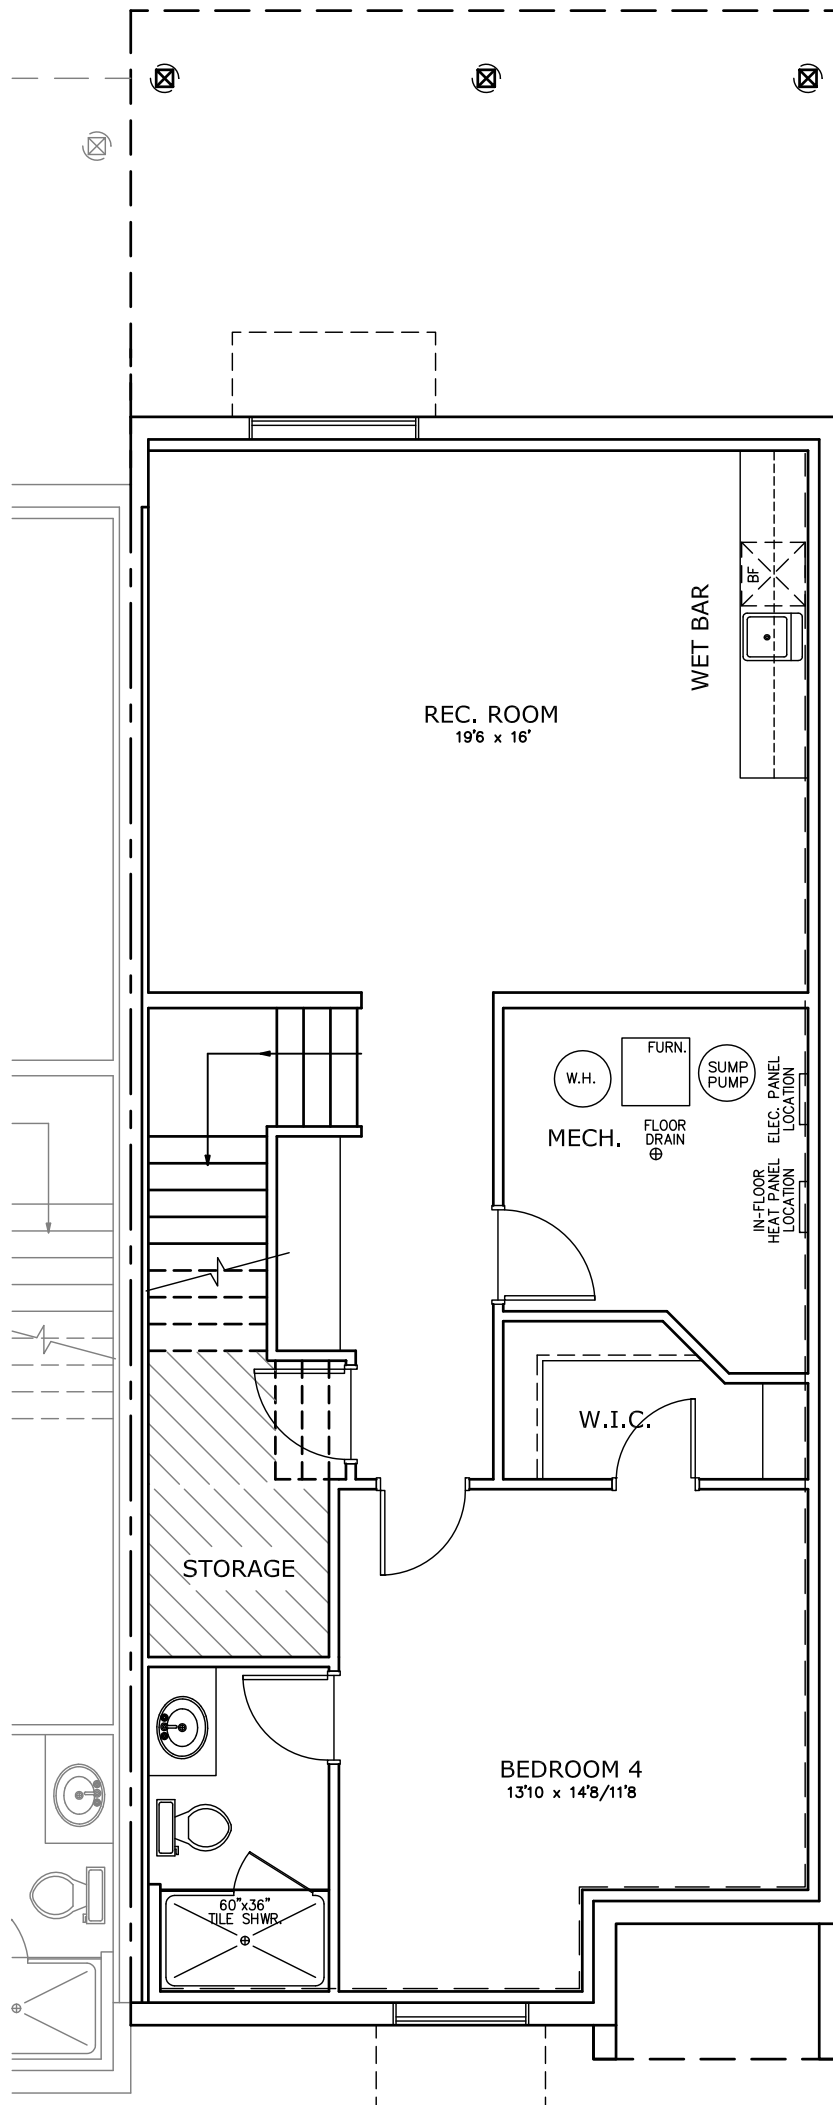 BF
WET BAR
REC. ROOM
19'6 x 16'
FURN.
W.H.
SUMP
PUMP
ELEC. PANEL
LOCATION
FLOOR
DRAIN
MECH.
IN-FLOOR
HEAT PANEL
LOCATION
W.I.C.
STORAGE
BEDROOM 4
13'10 x 14'8/11'8
60"x36"
TILE SHWR.